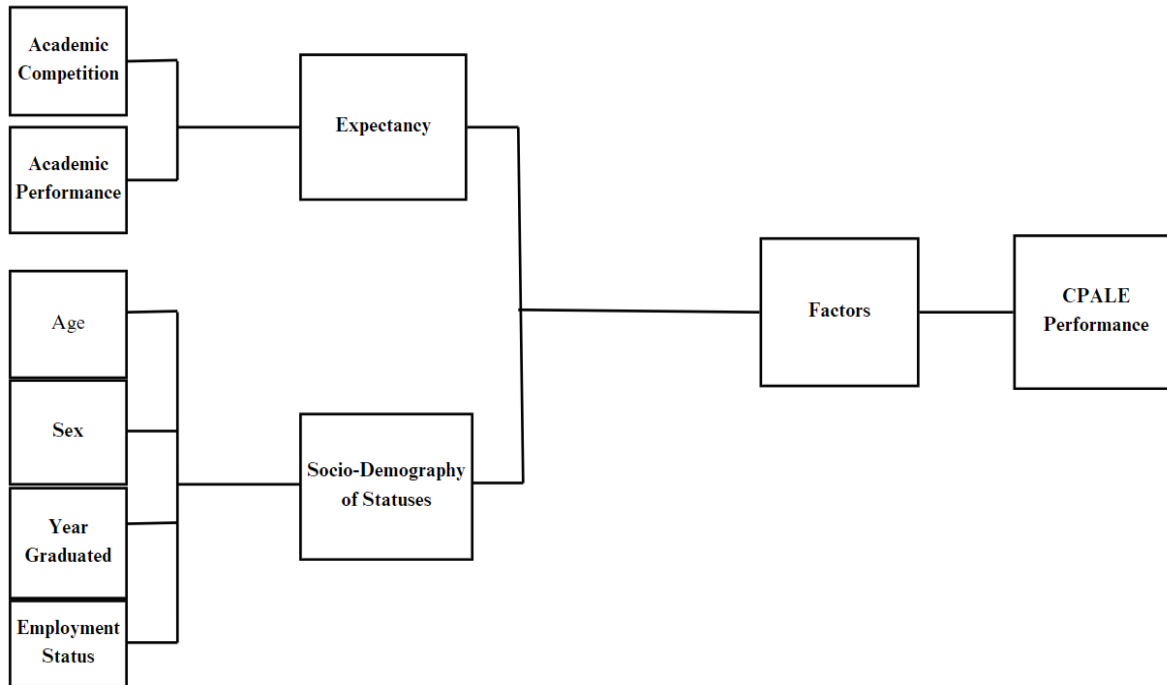 Academic
Competition
Academic
Performance
Expectancy
Age
Sex
Year
Graduated
Employment
Status
Socio-Demography
of Statuses
Factors
CPALE
Performance